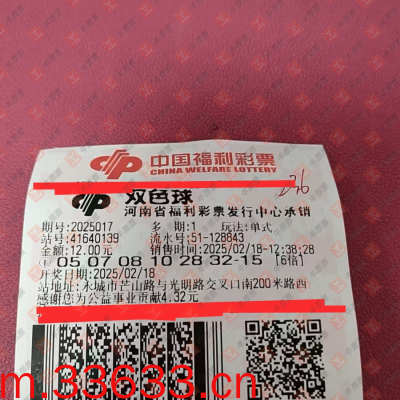 中国福利彩票
CHINA WELFARE LOTTERY
双色球
河南省福利彩票发行中心承销
期号:2025017 多 期:1 玩法:单式
站号:41640139 流水号:51-128643
金额:12.00元 销售时间:2025/02/18-12:38:28
① 05 07 08 10 28 32-15 [6倍]
开奖日期:2025/02/18
站地址:永城市芒山路与光明路交叉口南200米路西
感谢您为公益事业贡献4.32元
m.33633.cn